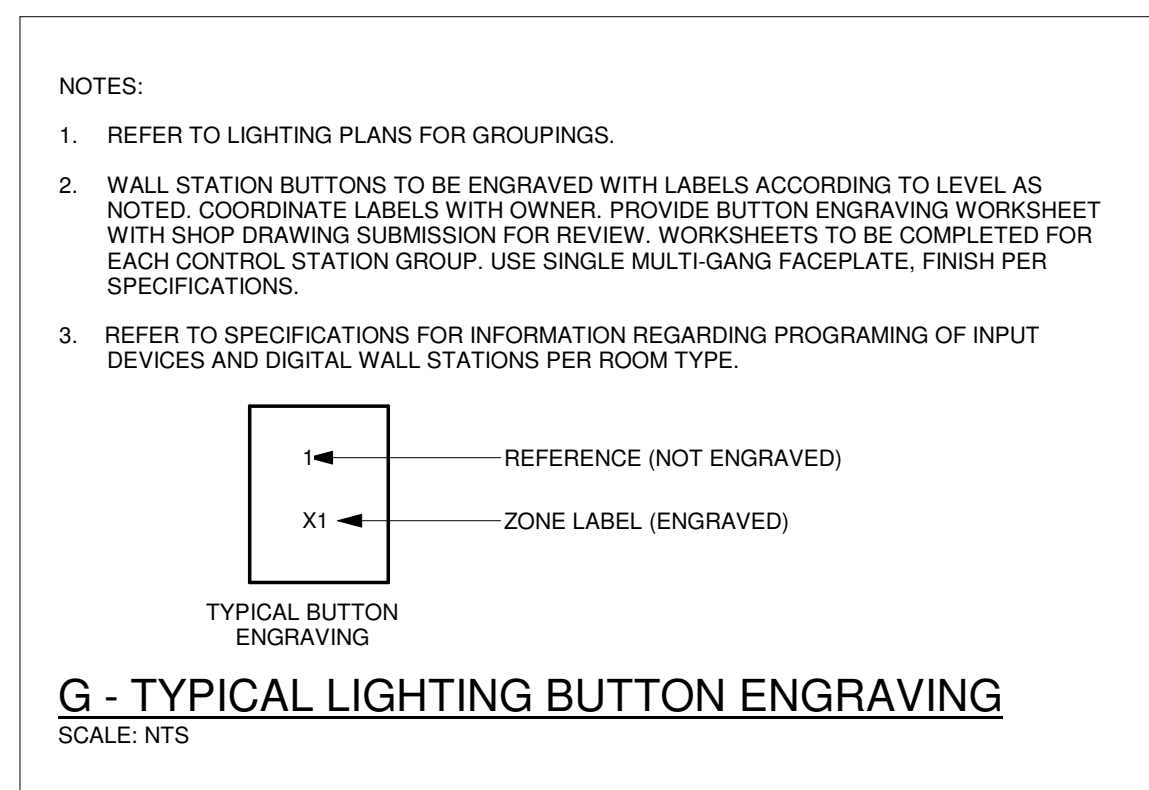 NOTES:
1. REFER TO LIGHTING PLANS FOR GROUPINGS.
2. WALL STATION BUTTONS TO BE ENGRAVED WITH LABELS ACCORDING TO LEVEL AS
NOTED. COORDINATE LABELS WITH OWNER. PROVIDE BUTTON ENGRAVING WORKSHEET
WITH SHOP DRAWING SUBMISSION FOR REVIEW. WORKSHEETS TO BE COMPLETED FOR
EACH CONTROL STATION GROUP. USE SINGLE MULTI-GANG FACEPLATE, FINISH PER
SPECIFICATIONS.
3. REFER TO SPECIFICATIONS FOR INFORMATION REGARDING PROGRAMING OF INPUT
DEVICES AND DIGITAL WALL STATIONS PER ROOM TYPE.
1 REFERENCE (NOT ENGRAVED)
X1 ZONE LABEL (ENGRAVED)
TYPICAL BUTTON
ENGRAVING
G - TYPICAL LIGHTING BUTTON ENGRAVING
SCALE: NTS